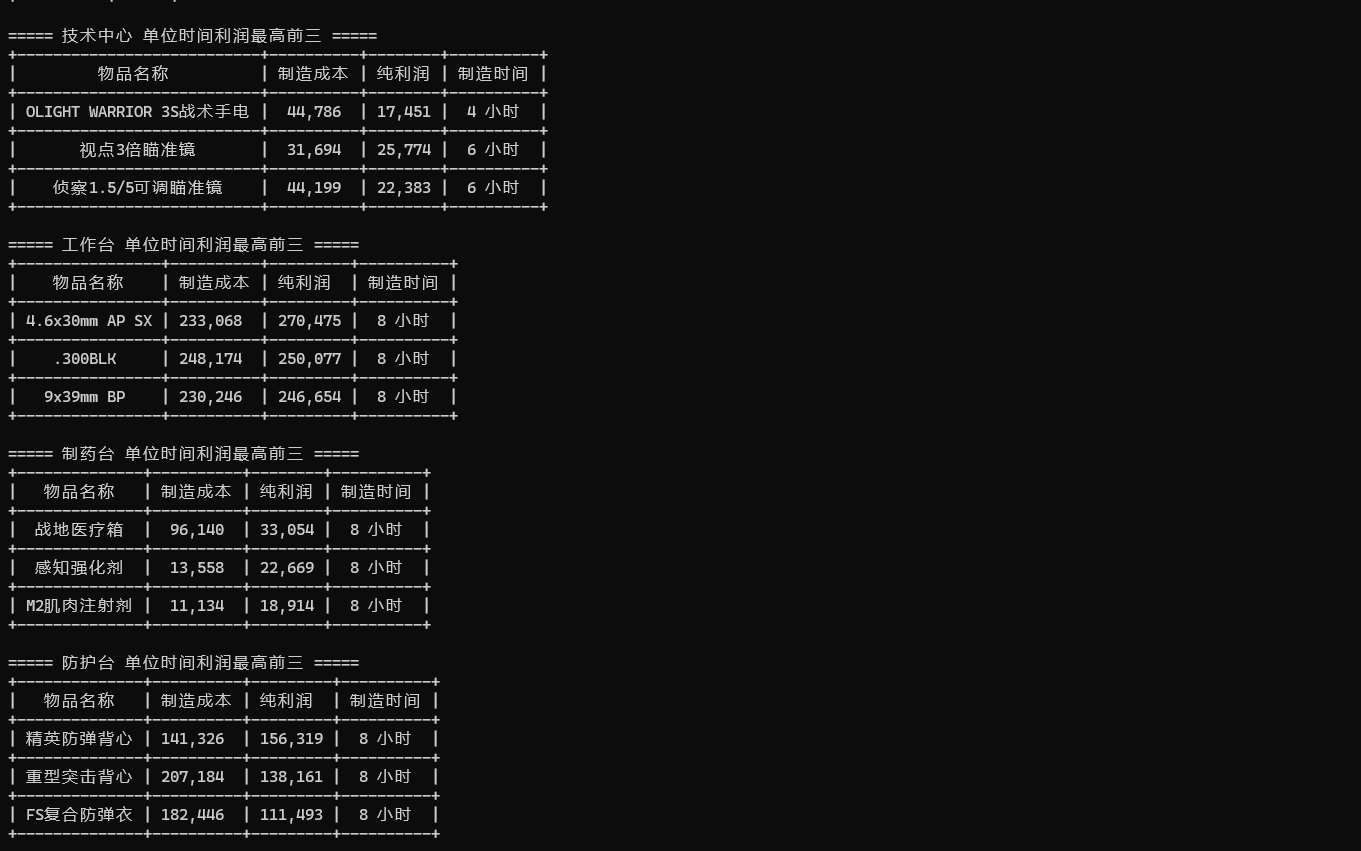 ===== 技术中心 单位时间利润最高前三 =====
| 物品名称 | 制造成本 | 纯利润 | 制造时间 |
| OLIGHT WARRIOR 3S战术手电 | 44,786 | 17,451 | 4 小时 |
| 视点3倍瞄准镜 | 31,694 | 25,774 | 6 小时 |
| 侦察1.5/5可调瞄准镜 | 44,199 | 22,383 | 6 小时 |
===== 工作台 单位时间利润最高前三 =====
| 物品名称 | 制造成本 | 纯利润 | 制造时间 |
| 4.6x30mm AP SX | 233,068 | 270,475 | 8 小时 |
| .300BLK | 248,174 | 250,077 | 8 小时 |
| 9x39mm BP | 230,246 | 246,654 | 8 小时 |
===== 制药台 单位时间利润最高前三 =====
| 物品名称 | 制造成本 | 纯利润 | 制造时间 |
| 战地医疗箱 | 96,140 | 33,054 | 8 小时 |
| 感知强化剂 | 13,558 | 22,669 | 8 小时 |
| M2肌肉注射剂 | 11,134 | 18,914 | 8 小时 |
===== 防护台 单位时间利润最高前三 =====
| 物品名称 | 制造成本 | 纯利润 | 制造时间 |
| 精英防弹背心 | 141,326 | 156,319 | 8 小时 |
| 重型突击背心 | 207,184 | 138,161 | 8 小时 |
| FS复合防弹衣 | 182,446 | 111,493 | 8 小时 |